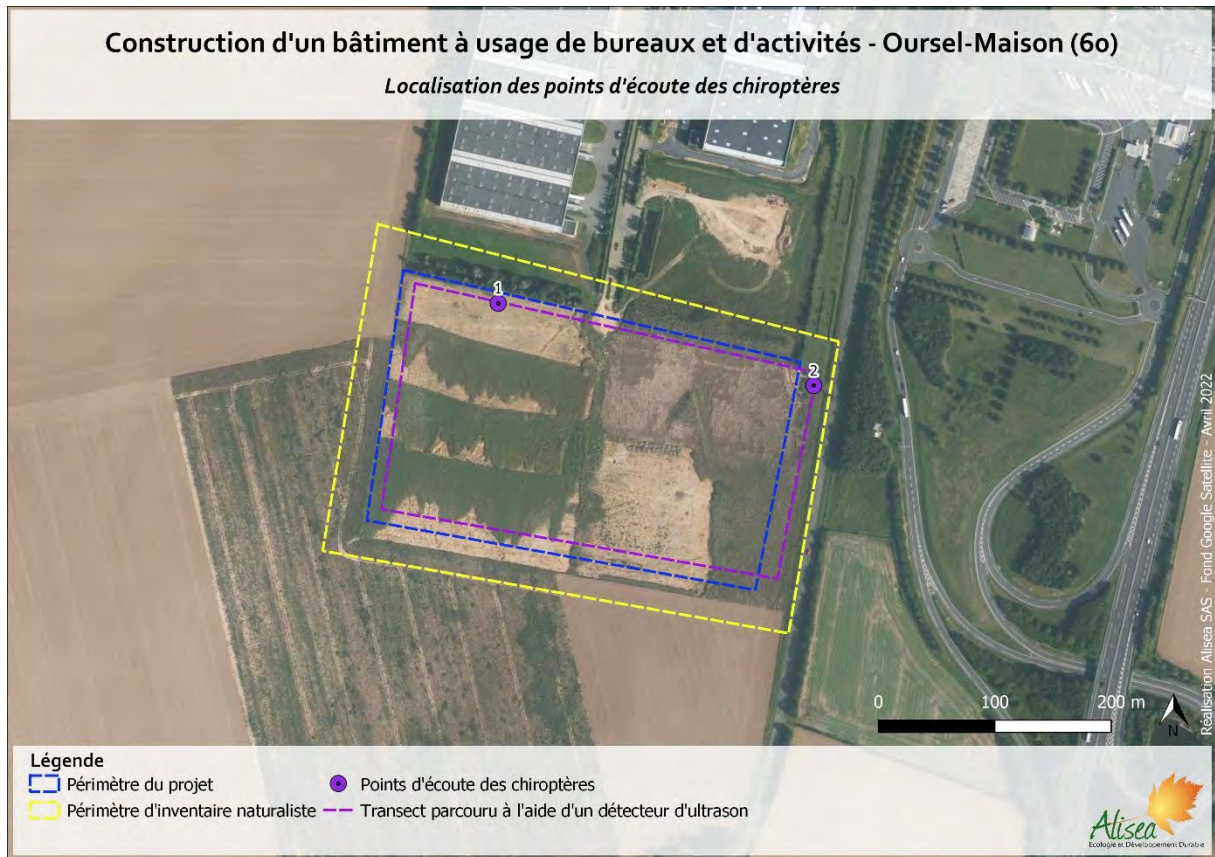 Construction d'un bâtiment à usage de bureaux et d'activités - Oursel-Maison (60)
Localisation des points d'écoute des chiroptères
1
2
0 100 200 m
N
Réalisation Alisea SAS - Fond Google Satellite - Avril 2022
Légende
Périmètre du projet
Points d'écoute des chiroptères
Périmètre d'inventaire naturaliste
Transect parcouru à l'aide d'un détecteur d'ultrason
Alisea
Ecologie et Développement Durable